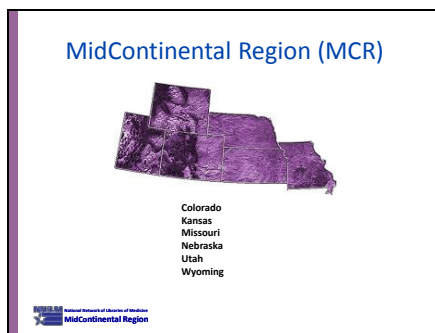 MidContinental Region (MCR)
Colorado
Kansas
Missouri
Nebraska
Utah
Wyoming
National Network of Libraries of Medicine
MidContinental Region